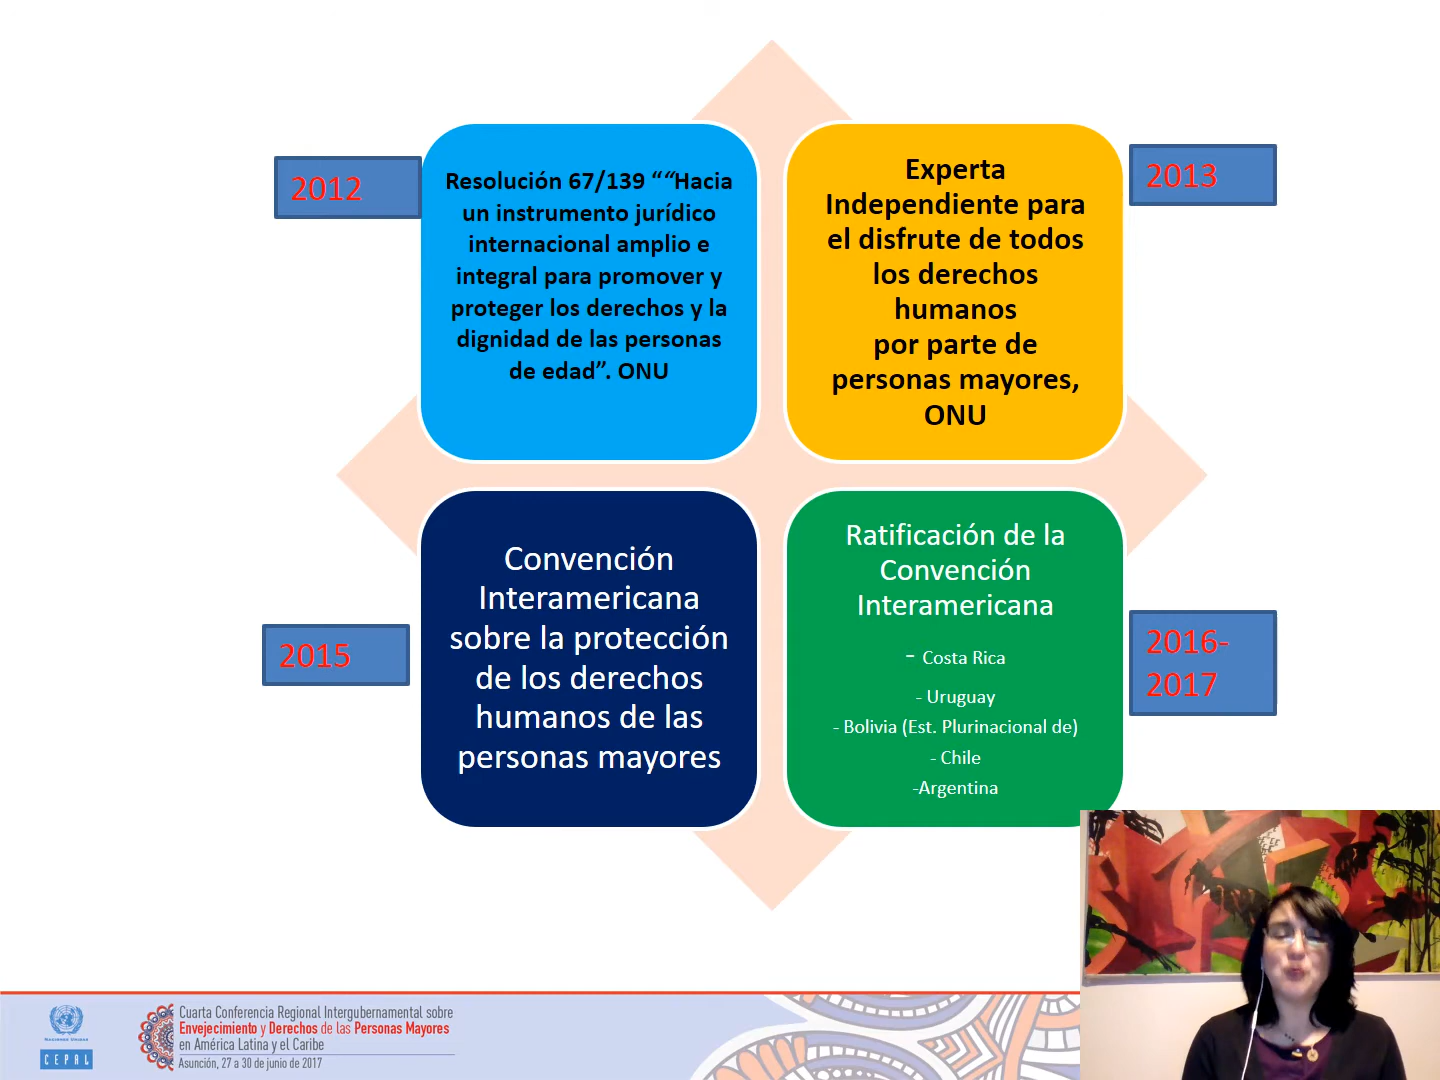 2012
Resolución 67/139 ““Hacia
un instrumento jurídico
internacional amplio e
integral para promover y
proteger los derechos y la
dignidad de las personas
de edad”. ONU
Experta
Independiente para
el disfrute de todos
los derechos
humanos
por parte de
personas mayores,
ONU
2013
2015
Convención
Interamericana
sobre la protección
de los derechos
humanos de las
personas mayores
Ratificación de la
Convención
Interamericana
- Costa Rica
- Uruguay
- Bolivia (Est. Plurinacional de)
- Chile
-Argentina
2016-
2017
NACIONES UNIDAS
CEPAL
Cuarta Conferencia Regional Intergubernamental sobre
Envejecimiento y Derechos de las Personas Mayores
en América Latina y el Caribe
Asunción, 27 a 30 de junio de 2017